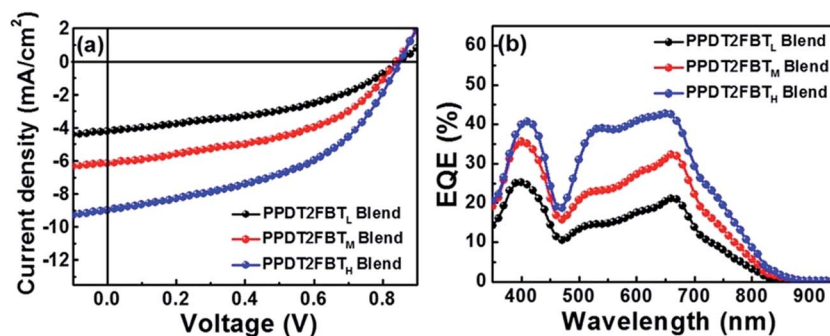 (a)
Current density (mA/cm²)
2
0
-2
-4
-6
-8
-10
-12
0.0 0.2 0.4 0.6 0.8
Voltage (V)
PPDT2FBT_L Blend
PPDT2FBT_M Blend
PPDT2FBT_H Blend
(b)
EQE (%)
60
50
40
30
20
10
0
400 500 600 700 800 900
Wavelength (nm)
PPDT2FBT_L Blend
PPDT2FBT_M Blend
PPDT2FBT_H Blend